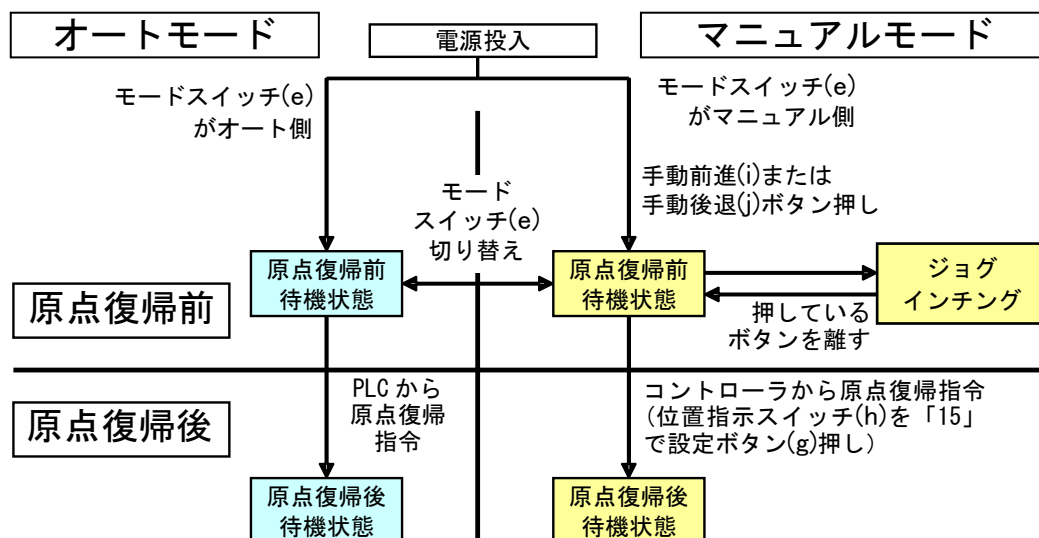 オートモード
電源投入
マニュアルモード
モードスイッチ(e)
がオート側
モードスイッチ(e)
がマニュアル側
モード
スイッチ(e)
切り替え
手動前進(i)または
手動後退(j)ボタン押し
原点復帰前
原点復帰前
待機状態
原点復帰前
待機状態
ジョグ
インチング
押している
ボタンを離す
原点復帰後
PLCから
原点復帰
指令
コントローラから原点復帰指令
(位置指示スイッチ(h)を「15」
で設定ボタン(g)押し)
原点復帰後
待機状態
原点復帰後
待機状態